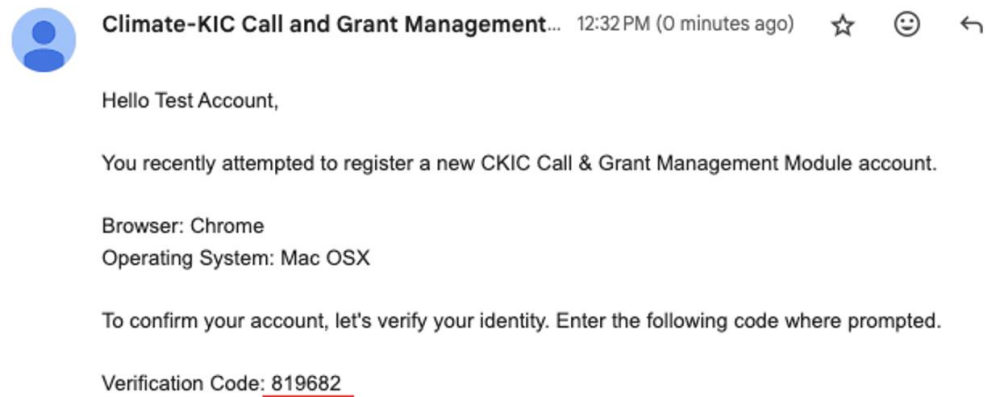 Climate-KIC Call and Grant Management... 12:32 PM (0 minutes ago)
Hello Test Account,
You recently attempted to register a new CKIC Call & Grant Management Module account.
Browser: Chrome
Operating System: Mac OSX
To confirm your account, let's verify your identity. Enter the following code where prompted.
Verification Code: 819682